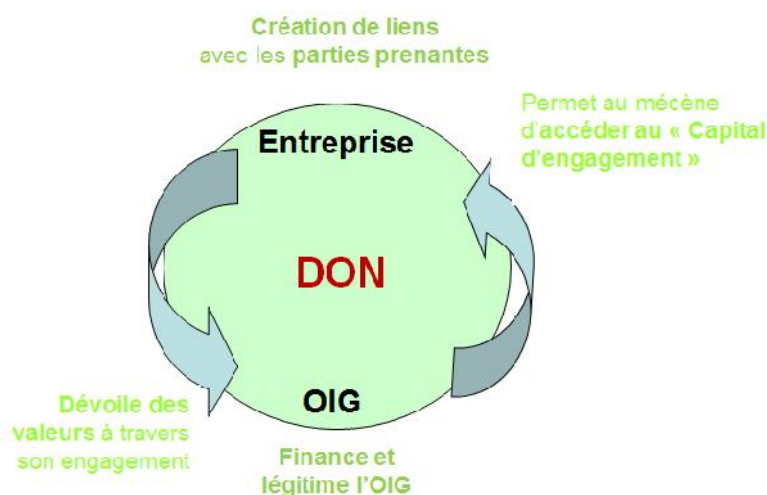 Création de liens
avec les parties prenantes
Permet au mécène
d'accéder au « Capital
d'engagement »
Entreprise
DON
OIG
Dévoile des
valeurs à travers
son engagement
Finance et
légitime l'OIG